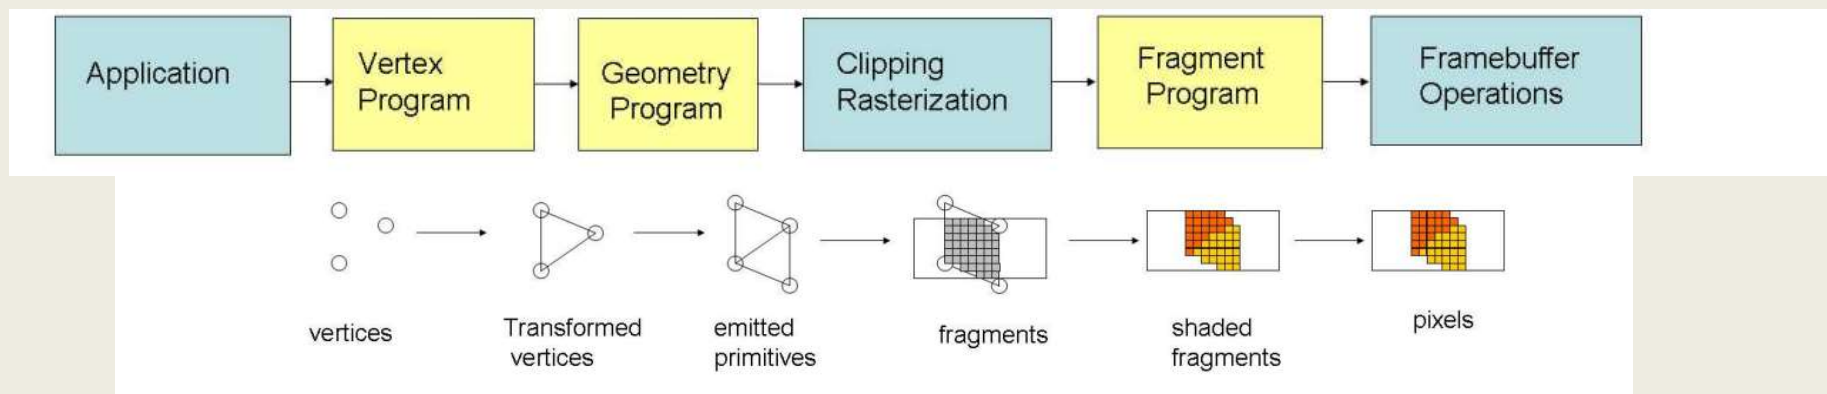 Application
Vertex
Program
Geometry
Program
Clipping
Rasterization
Fragment
Program
Framebuffer
Operations
vertices
Transformed
vertices
emitted
primitives
fragments
shaded
fragments
pixels